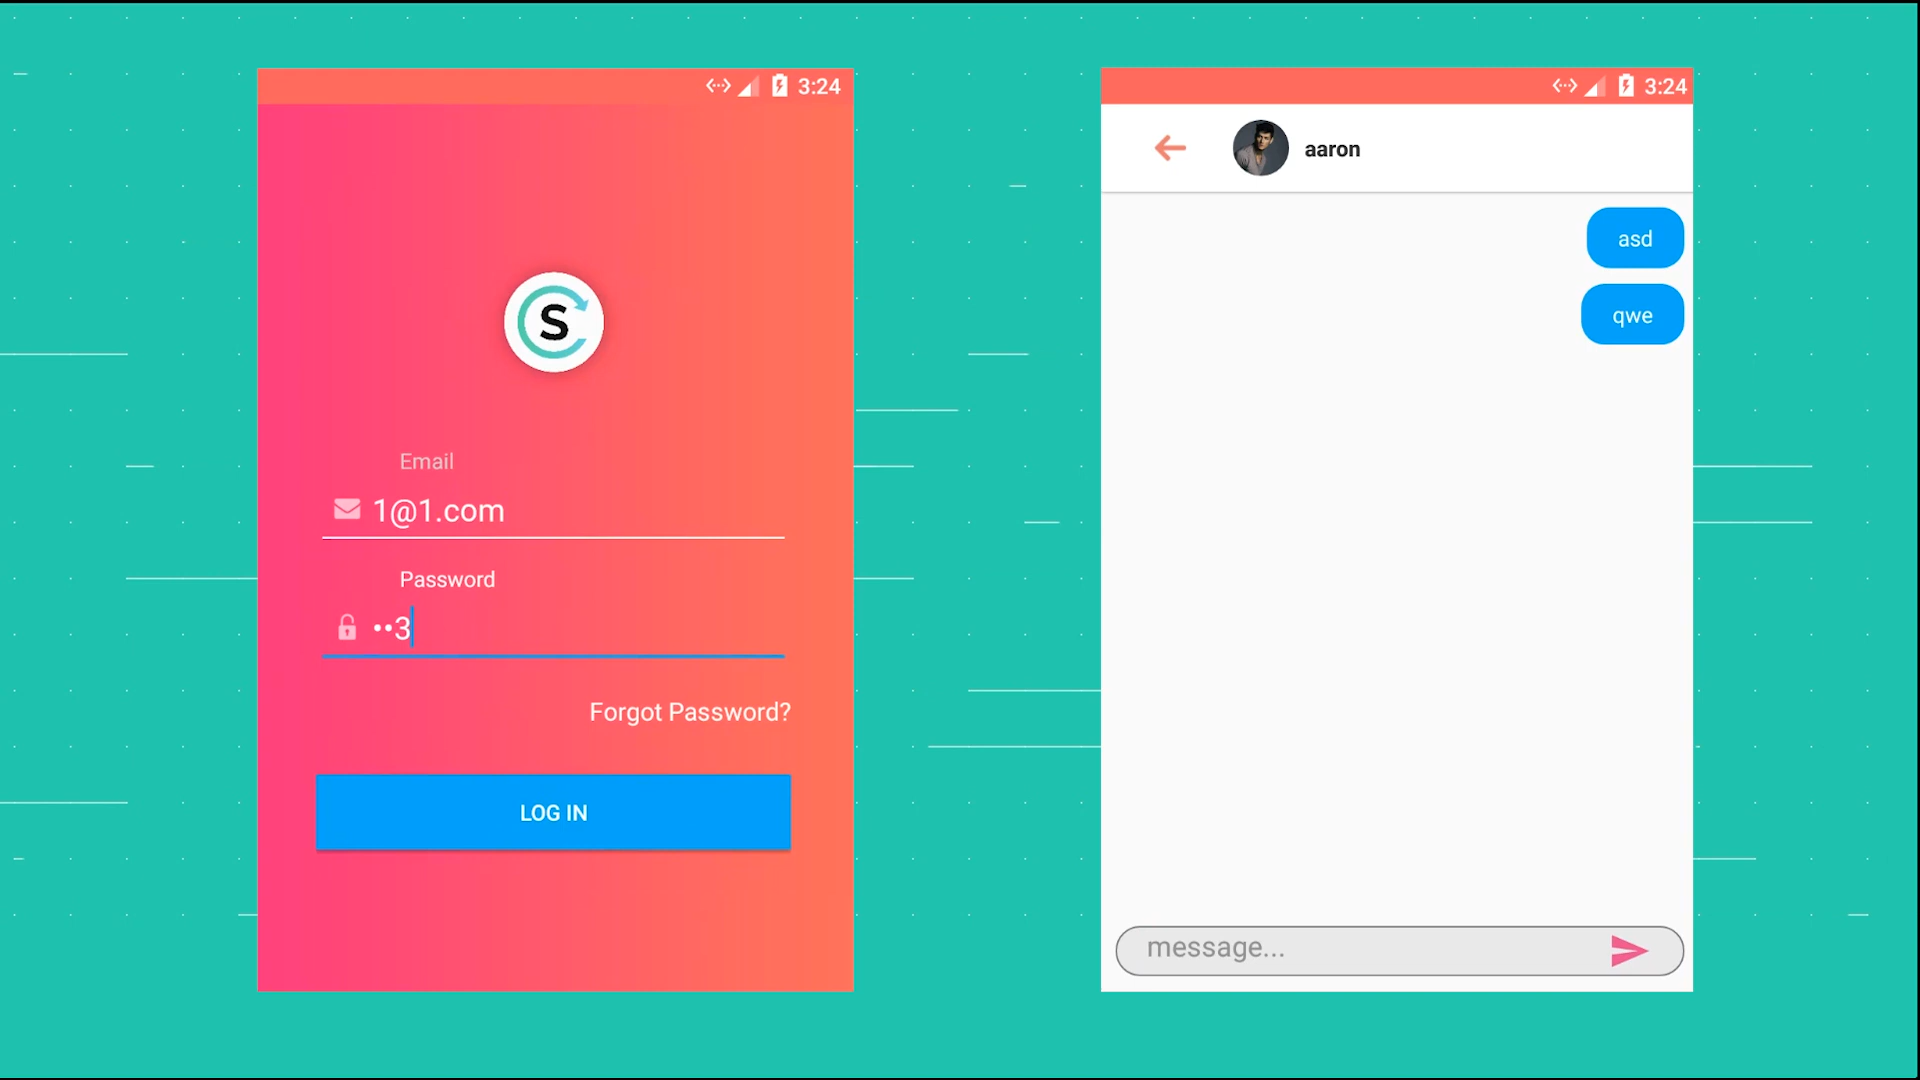 3:24
S
Email
1@1.com
Password
••3
Forgot Password?
LOG IN
3:24
aaron
asd
qwe
message...